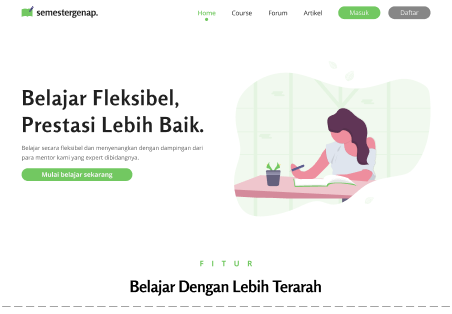 semestergenap.
Home Course Forum Artikel Masuk Daftar
Belajar Fleksibel,
Prestasi Lebih Baik.
Belajar secara fleksibel dan menyenangkan dengan dampingan dari
para mentor kami yang expert dibidangnya.
Mulai belajar sekarang
FITUR
Belajar Dengan Lebih Terarah